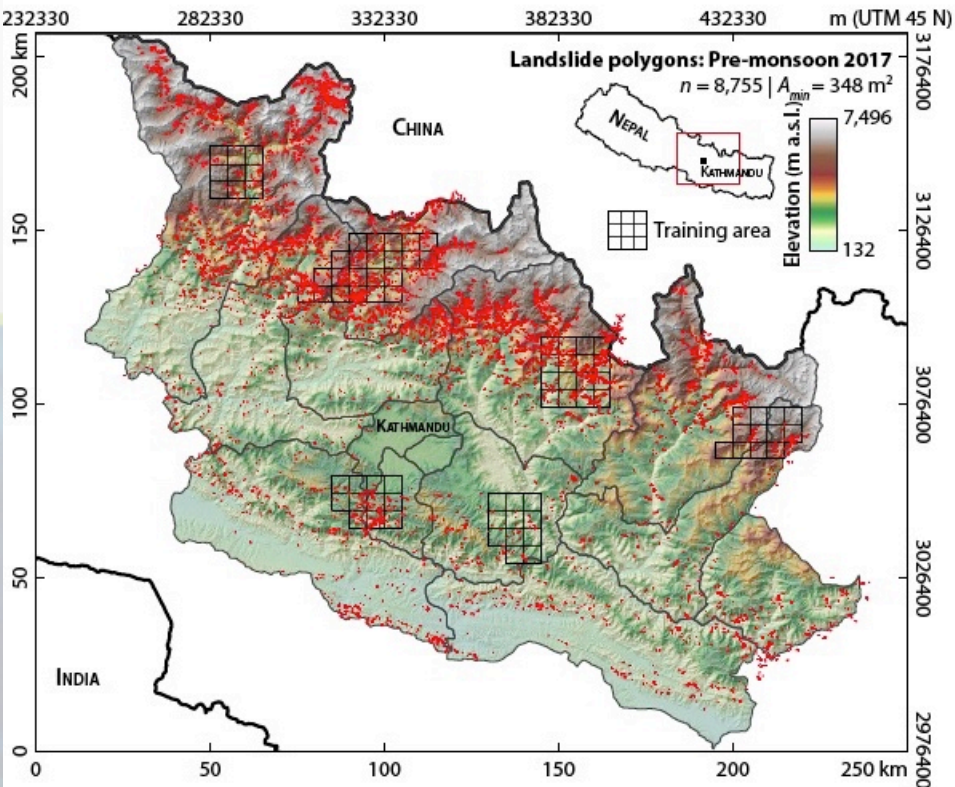 232330 282330 332330 382330 432330 m (UTM 45 N)
Landslide polygons: Pre-monsoon 2017
n = 8,755 | Amin = 348 m²
CHINA
NEPAL
KATHMANDU
Training area
Elevation (m a.s.l.)
7,496
132
KATHMANDU
INDIA
200 km
150
100
50
0
3176400
3126400
3076400
3026400
2976400
0 50 100 150 200 250 km